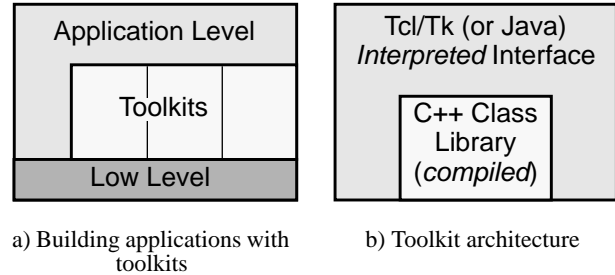 Application Level
Toolkits
Low Level
a) Building applications with
toolkits
Tcl/Tk (or Java)
Interpreted Interface
C++ Class
Library
(compiled)
b) Toolkit architecture